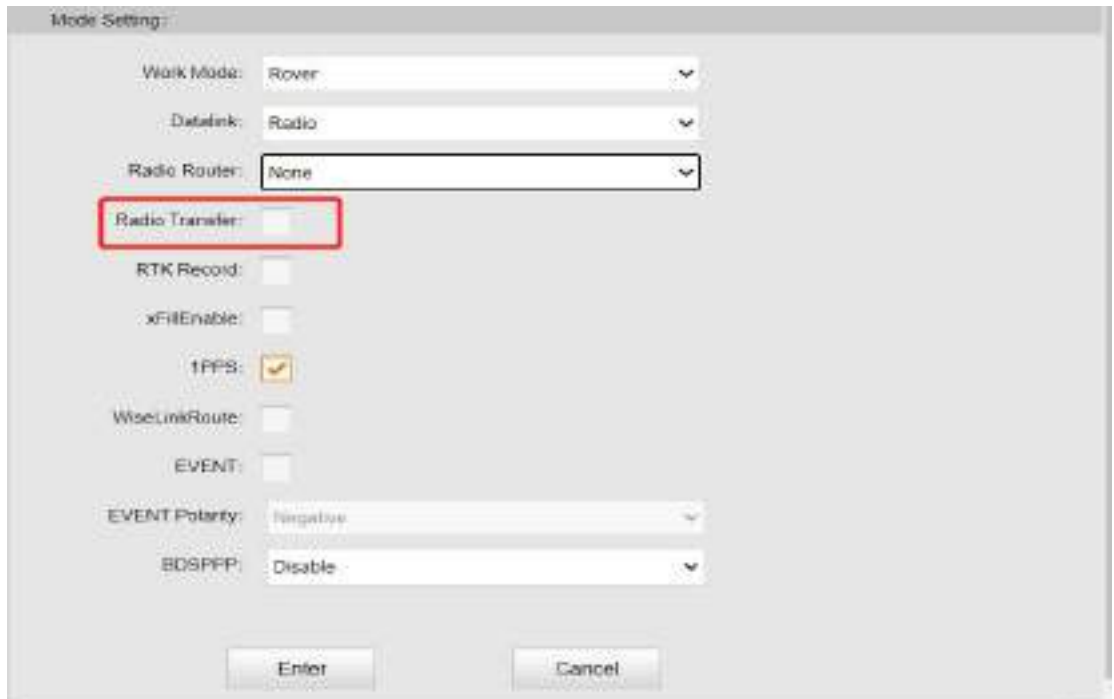 Mode Setting:
Work Mode: Rover
Datalink: Radio
Radio Router: None
Radio Transfer:
RTK Record:
xFillEnable:
1PPS:
WiseLinkRoute:
EVENT:
EVENT Polarity: Negative
BDSPPP: Disable
Enter Cancel